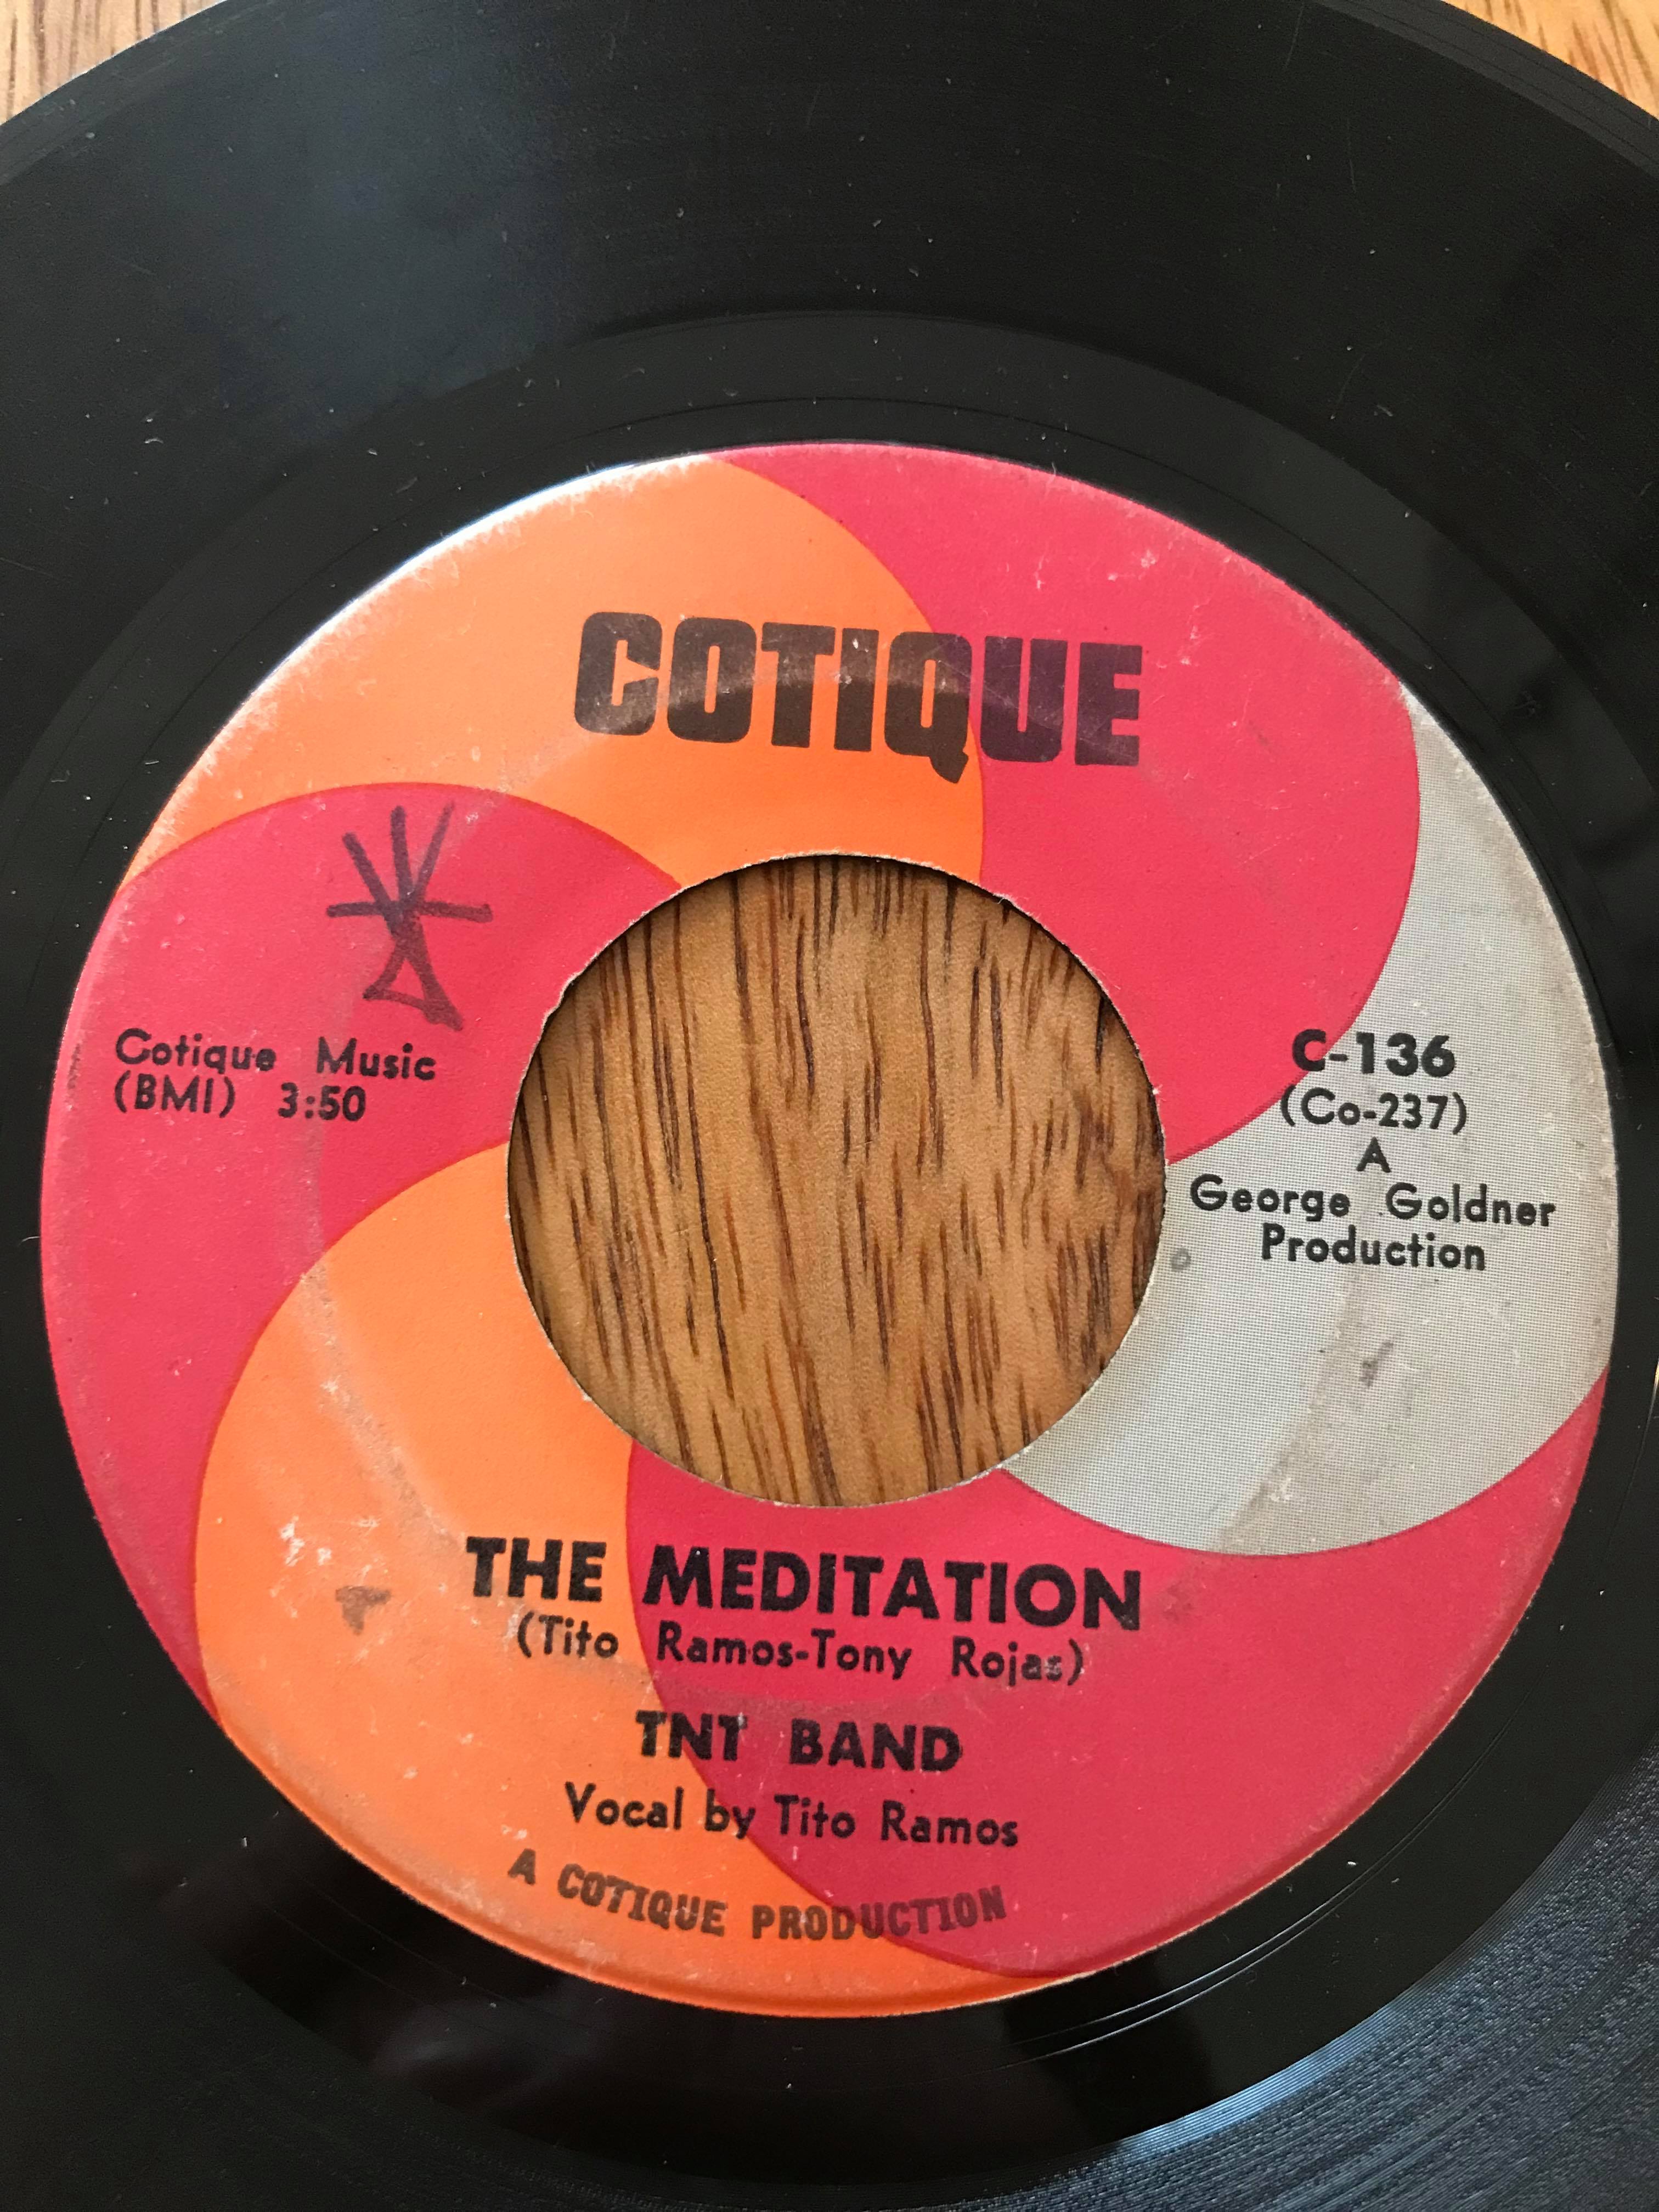 COTIQUE
Cotique Music
(BMI) 3:50
C-136
(Co-237)
A
George Goldner
Production
THE MEDITATION
(Tito Ramos-Tony Rojas)
TNT BAND
Vocal by Tito Ramos
A COTIQUE PRODUCTION